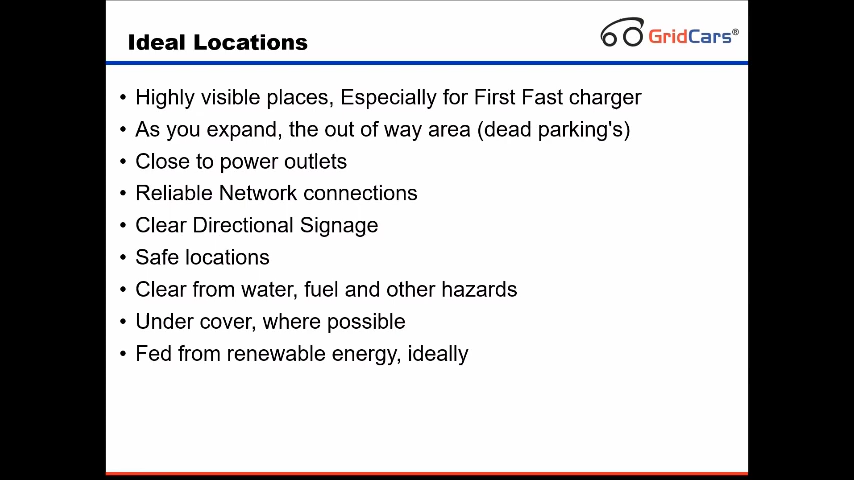 Ideal Locations
GridCars®
• Highly visible places, Especially for First Fast charger
• As you expand, the out of way area (dead parking's)
• Close to power outlets
• Reliable Network connections
• Clear Directional Signage
• Safe locations
• Clear from water, fuel and other hazards
• Under cover, where possible
• Fed from renewable energy, ideally